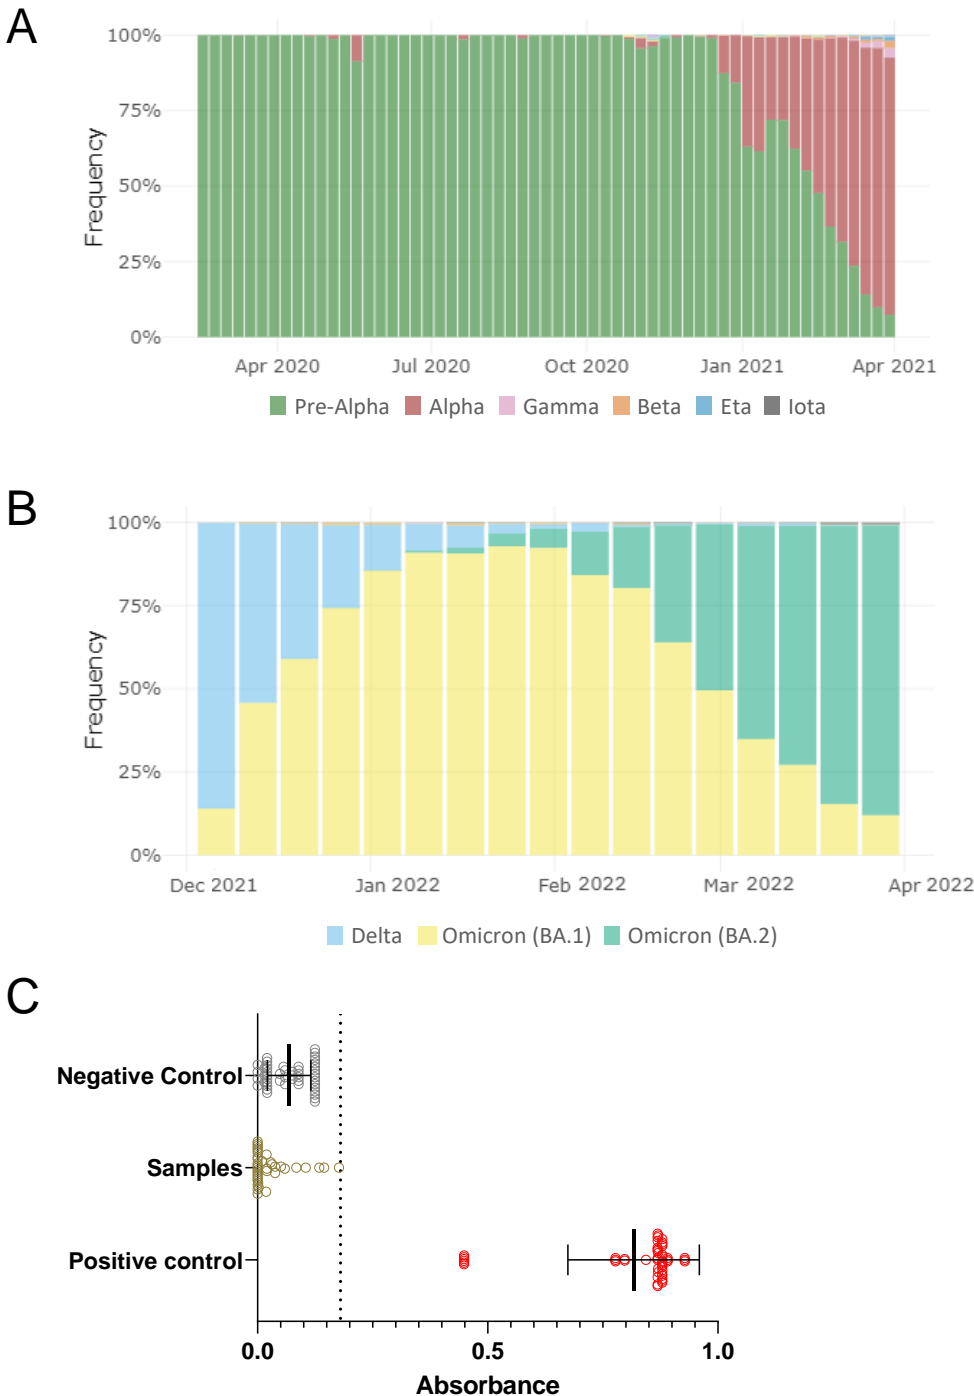 A
100%
75%
50%
25%
0%
Frequency
Apr 2020 Jul 2020 Oct 2020 Jan 2021 Apr 2021
Pre-Alpha Alpha Gamma Beta Eta Iota
B
100%
75%
50%
25%
0%
Frequency
Dec 2021 Jan 2022 Feb 2022 Mar 2022 Apr 2022
Delta Omicron (BA.1) Omicron (BA.2)
C
Negative Control
Samples
Positive control
0.0 0.5 1.0
Absorbance